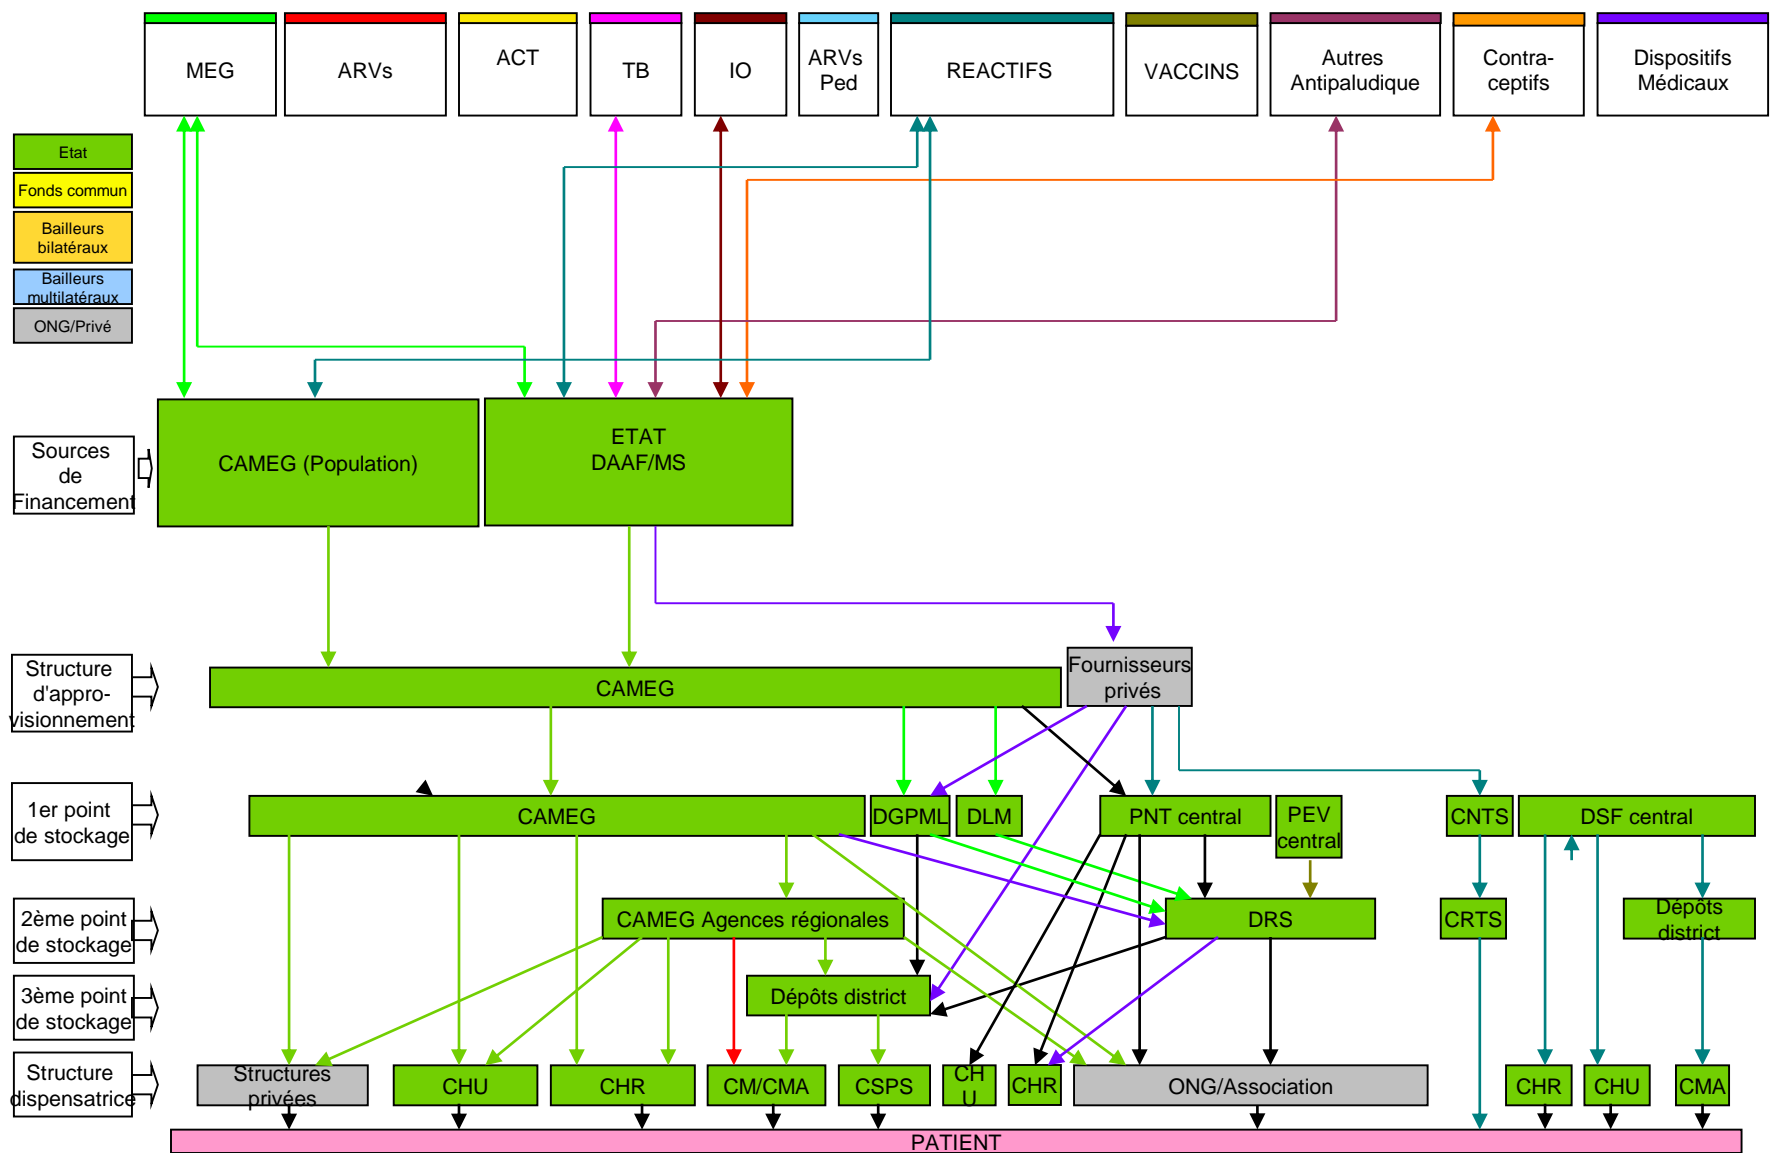 MEG
ARVs
ACT
TB
IO
ARVs
Ped
REACTIFS
VACCINS
Autres
Antipaludique
Contra-
ceptifs
Dispositifs
Médicaux
Etat
Fonds commun
Bailleurs
bilatéraux
Bailleurs
multilatéraux
ONG/Privé
Sources
de
Financement
CAMEG (Population)
ETAT
DAAF/MS
Structure
d'appro-
visionnement
CAMEG
Fournisseurs
privés
1er point
de stockage
CAMEG
DGPML
DLM
PNT central
PEV
central
CNTS
DSF central
2ème point
de stockage
CAMEG Agences régionales
DRS
CRTS
Dépôts
district
3ème point
de stockage
Dépôts district
Structure
dispensatrice
Structures
privées
CHU
CHR
CM/CMA
CSPS
CH
U
CHR
ONG/Association
CHR
CHU
CMA
PATIENT